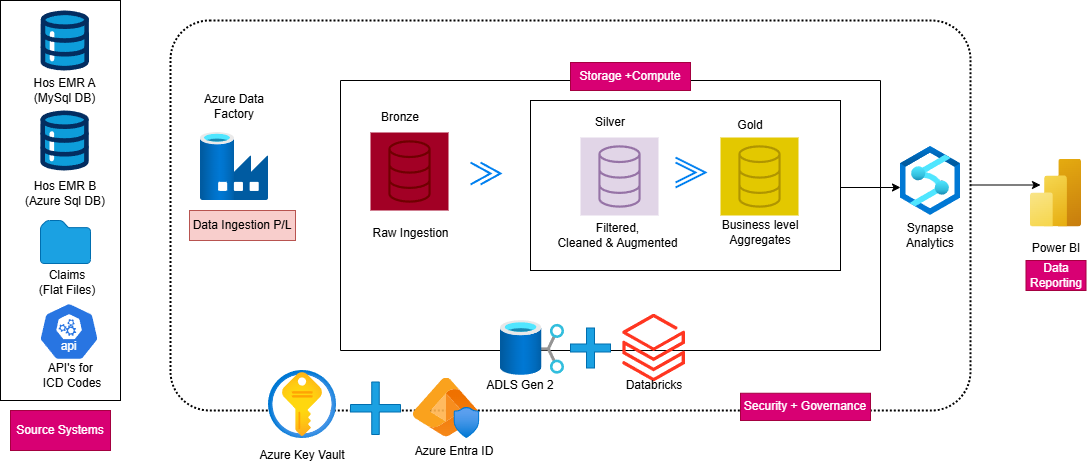 Hos EMR A
(MySql DB)
Hos EMR B
(Azure Sql DB)
Claims
(Flat Files)
api
API's for
ICD Codes
Source Systems
Azure Data
Factory
Data Ingestion P/L
Storage +Compute
Bronze
Raw Ingestion
Silver
Filtered,
Cleaned & Augmented
Gold
Business level
Aggregates
ADLS Gen 2
Databricks
Azure Key Vault
Azure Entra ID
Security + Governance
Synapse
Analytics
Power BI
Data
Reporting